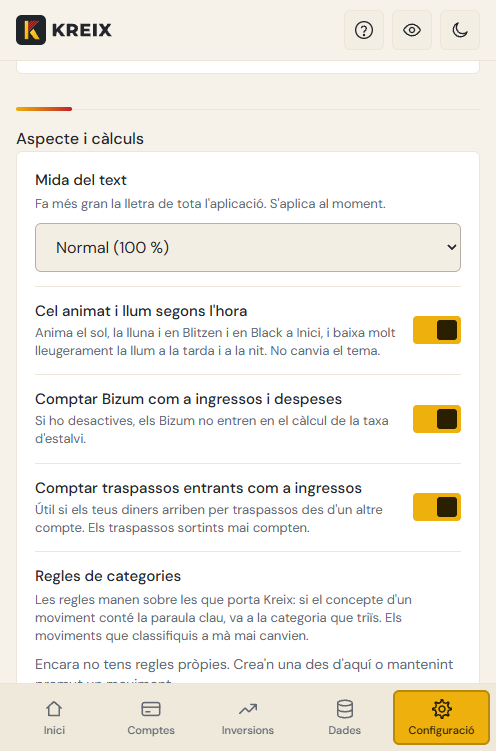 KREIX
Aspecte i càlculs
Mida del text
Fa més gran la lletra de tota l'aplicació. S'aplica al moment.
Normal (100 %)
Cel animat i llum segons l'hora
Anima el sol, la lluna i en Blitzen i en Black a Inici, i baixa molt
lleugerament la llum a la tarda i a la nit. No canvia el tema.
Comptar Bizum com a ingressos i despeses
Si ho desactives, els Bizum no entren en el càlcul de la taxa
d'estalvi.
Comptar traspassos entrants com a ingressos
Útil si els teus diners arriben per traspassos des d'un altre
compte. Els traspassos sortints mai compten.
Regles de categories
Les regles manen sobre les que porta Kreix: si el concepte d'un
moviment conté la paraula clau, va a la categoria que triïs. Els
moviments que classifiquis a mà mai canvien.
Encara no tens regles pròpies. Crea'n una des d'aquí o mantenint
Inici
Comptes
Inversions
Dades
Configuració